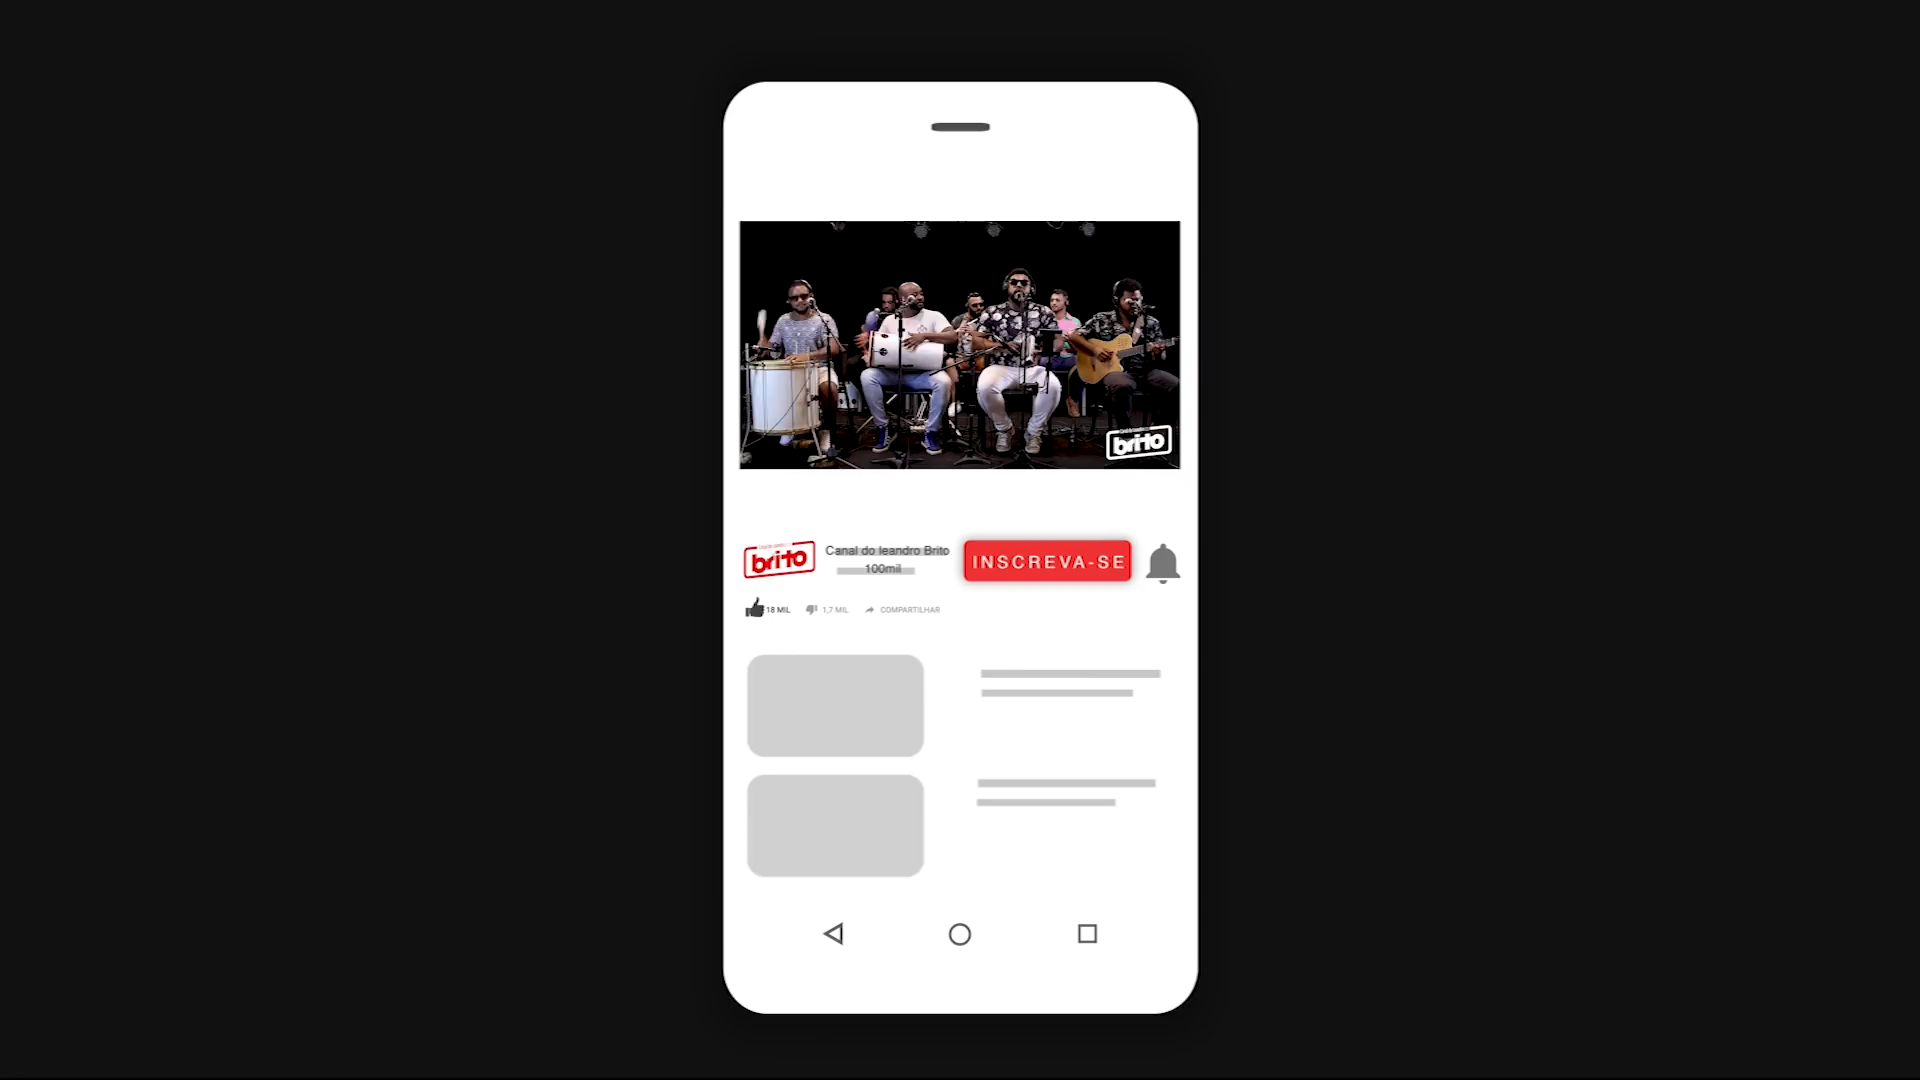 brito
brito
Canal do leandro Brito
100mil
INSCREVA-SE
18 MIL
1,7 MIL
COMPARTILHAR